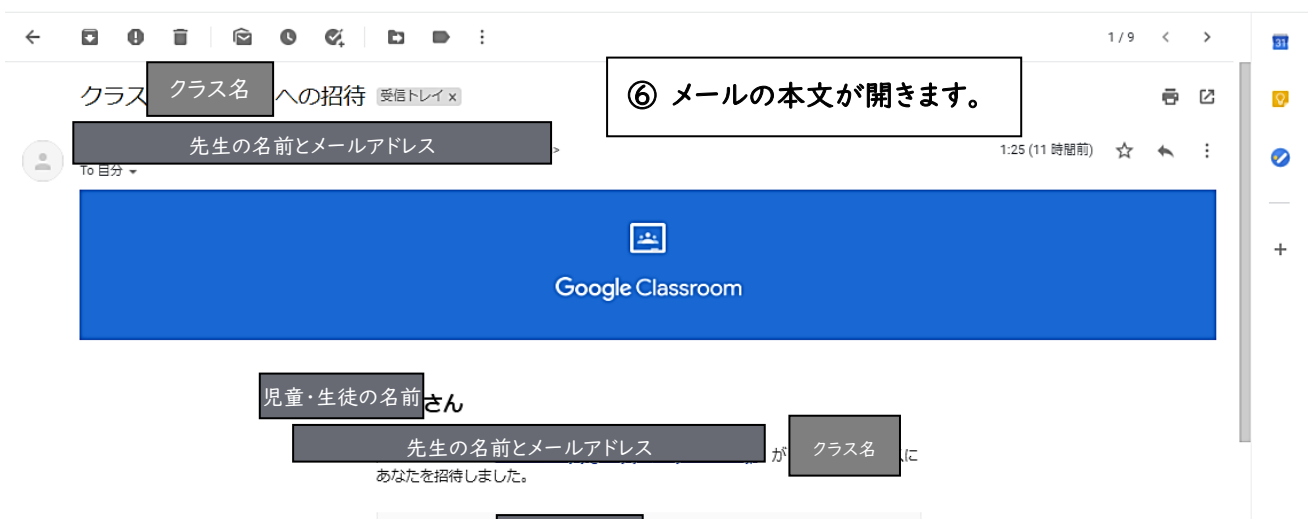 1 / 9
31
クラス クラス名 への招待 受信トレイ x
⑥ メールの本文が開きます。
先生の名前とメールアドレス >
1:25 (11 時間前)
To 自分
Google Classroom
児童・生徒の名前 さん
先生の名前とメールアドレス が クラス名 に
あなたを招待しました。